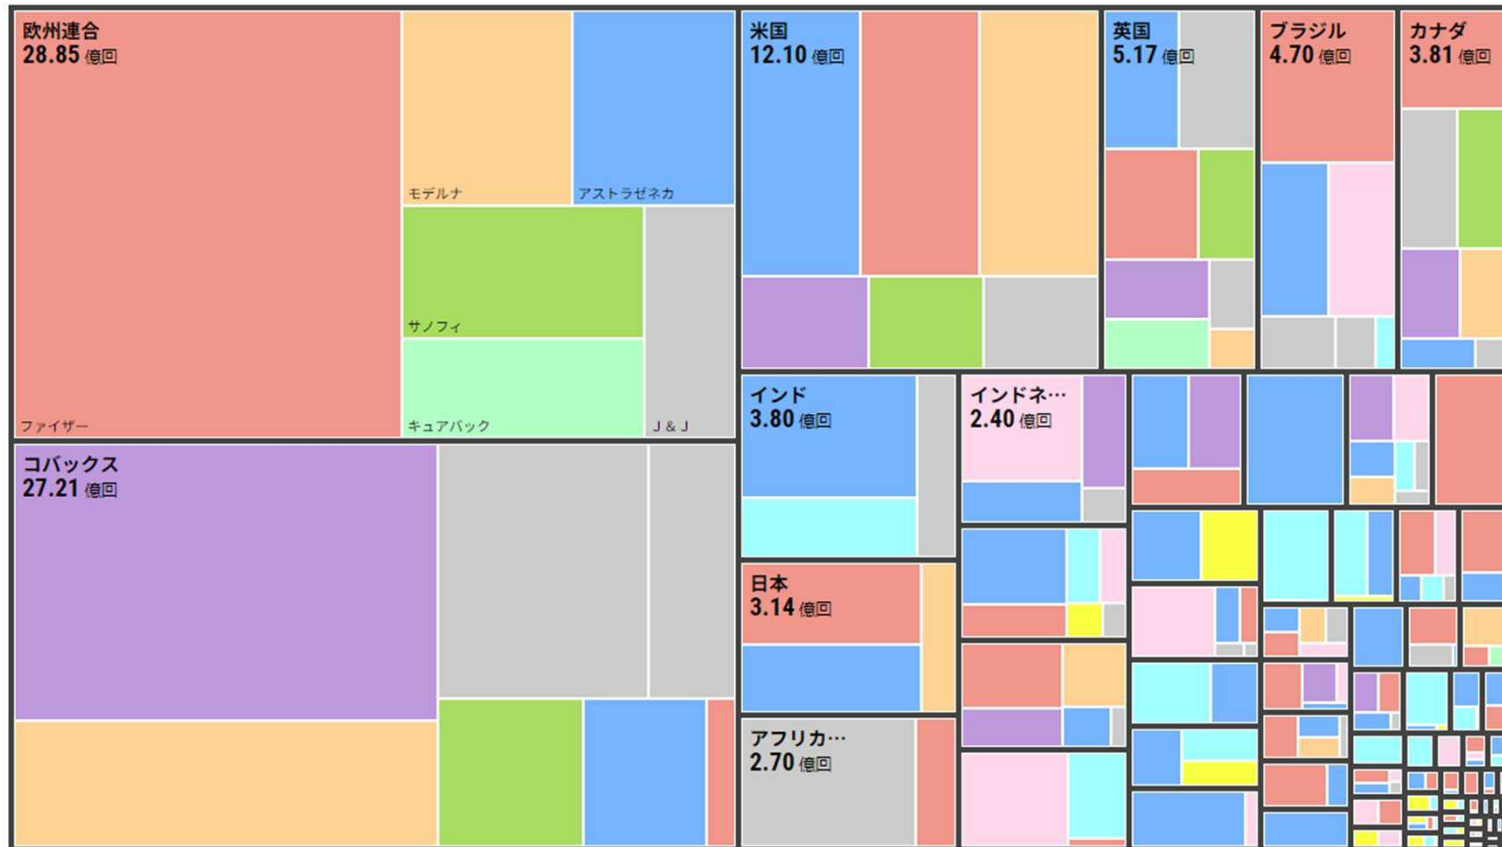 欧州連合
28.85 億回
モデルナ
アストラゼネカ
サノフィ
ファイザー
キュアバック
J & J
コバックス
27.21 億回
米国
12.10 億回
英国
5.17 億回
ブラジル
4.70 億回
カナダ
3.81 億回
インド
3.80 億回
インドネ…
2.40 億回
日本
3.14 億回
アフリカ…
2.70 億回